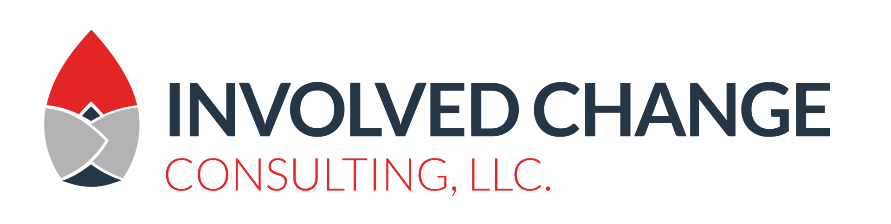 INVOLVED CHANGE
CONSULTING, LLC.